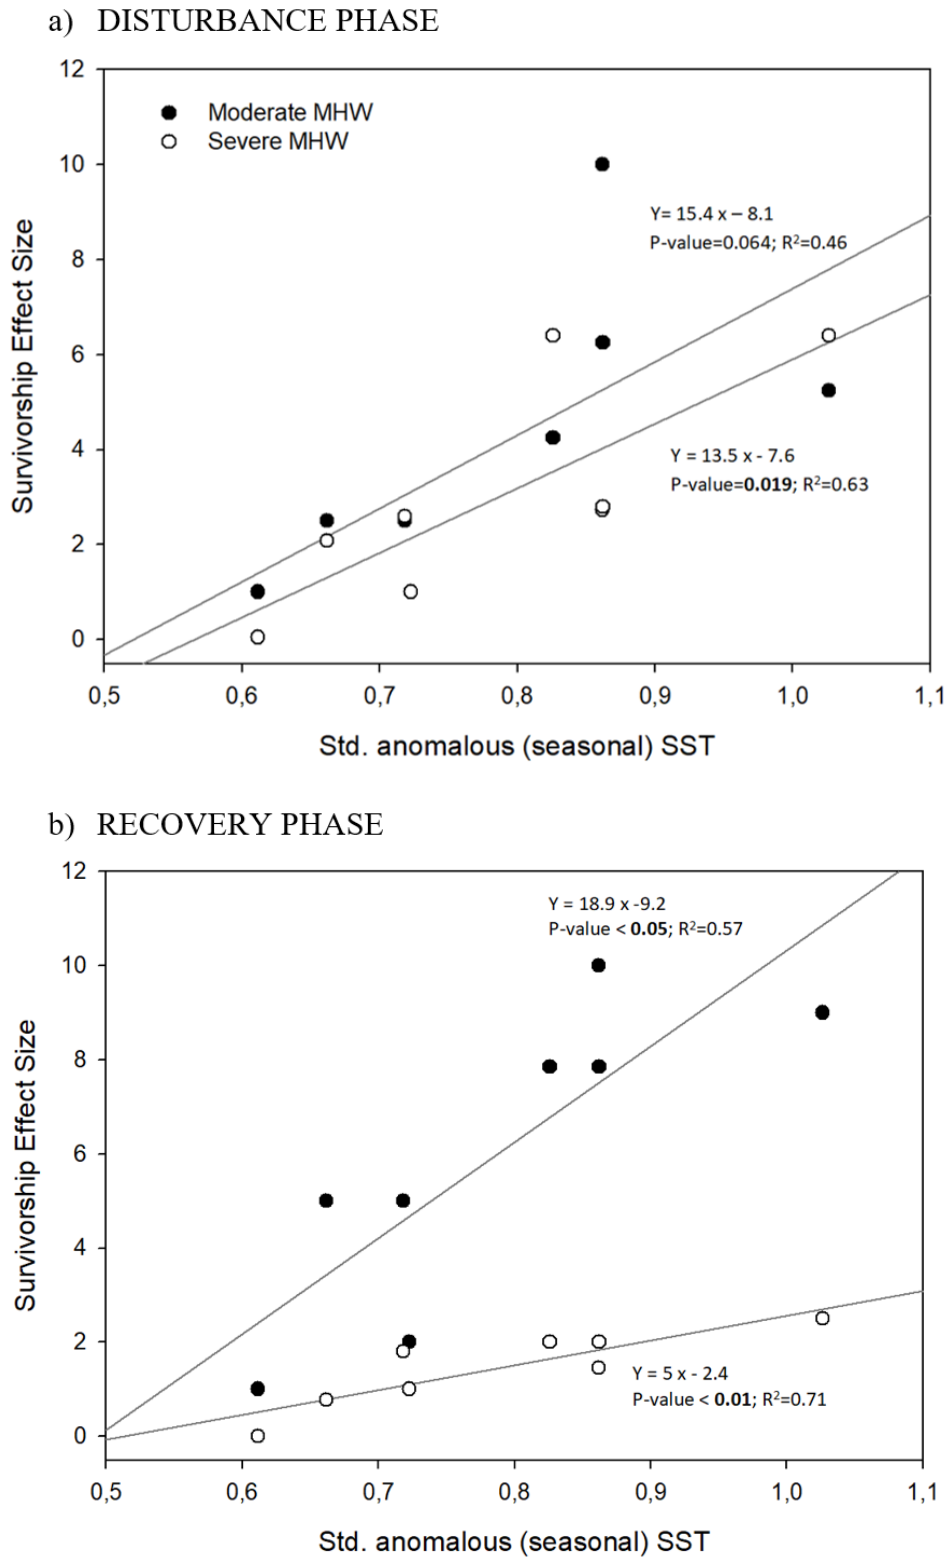 a) DISTURBANCE PHASE
12
Moderate MHW
Severe MHW
10
Y= 15.4 x – 8.1
P-value=0.064; R²=0.46
8
6
Survivorship Effect Size
4
Y = 13.5 x - 7.6
P-value=0.019; R²=0.63
2
0
0,5 0,6 0,7 0,8 0,9 1,0 1,1
Std. anomalous (seasonal) SST
b) RECOVERY PHASE
12
Y = 18.9 x -9.2
P-value < 0.05; R²=0.57
10
8
6
Survivorship Effect Size
4
2
Y = 5 x - 2.4
P-value < 0.01; R²=0.71
0
0,5 0,6 0,7 0,8 0,9 1,0 1,1
Std. anomalous (seasonal) SST